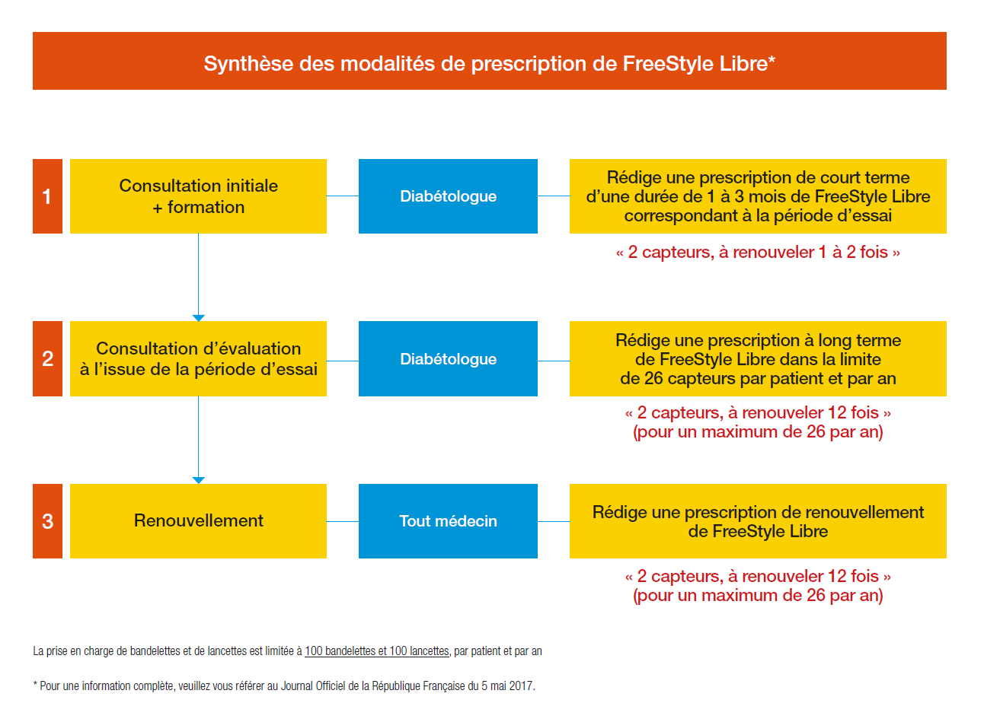 Synthèse des modalités de prescription de FreeStyle Libre*
1
Consultation initiale
+ formation
Diabétologue
Rédige une prescription de court terme
d’une durée de 1 à 3 mois de FreeStyle Libre
correspondant à la période d’essai
« 2 capteurs, à renouveler 1 à 2 fois »
2
Consultation d’évaluation
à l’issue de la période d’essai
Diabétologue
Rédige une prescription à long terme
de FreeStyle Libre dans la limite
de 26 capteurs par patient et par an
« 2 capteurs, à renouveler 12 fois »
(pour un maximum de 26 par an)
3
Renouvellement
Tout médecin
Rédige une prescription de renouvellement
de FreeStyle Libre
« 2 capteurs, à renouveler 12 fois »
(pour un maximum de 26 par an)
La prise en charge de bandelettes et de lancettes est limitée à 100 bandelettes et 100 lancettes, par patient et par an
* Pour une information complète, veuillez vous référer au Journal Officiel de la République Française du 5 mai 2017.